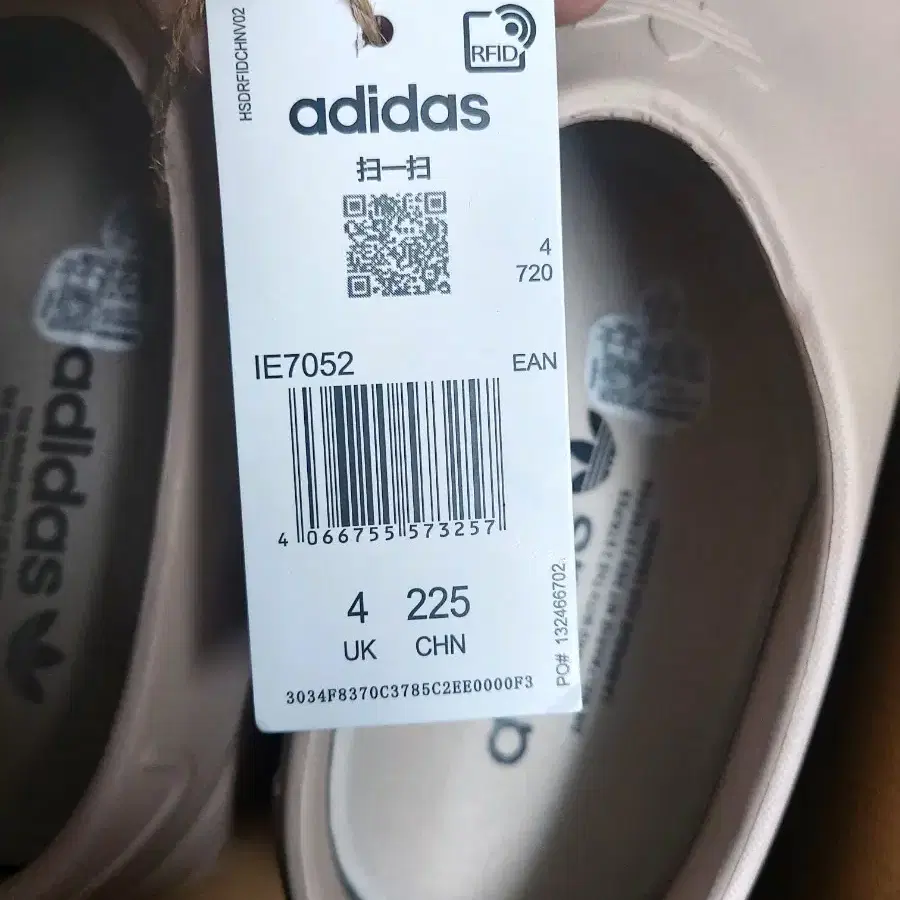 HSDRFIDCHNV02
RFID
adidas
扫一扫
4
720
IE7052
EAN
4 066755 573257
4 225
UK CHN
PO# 132466702
3034F8370C3785C2EE0000F3
adidas